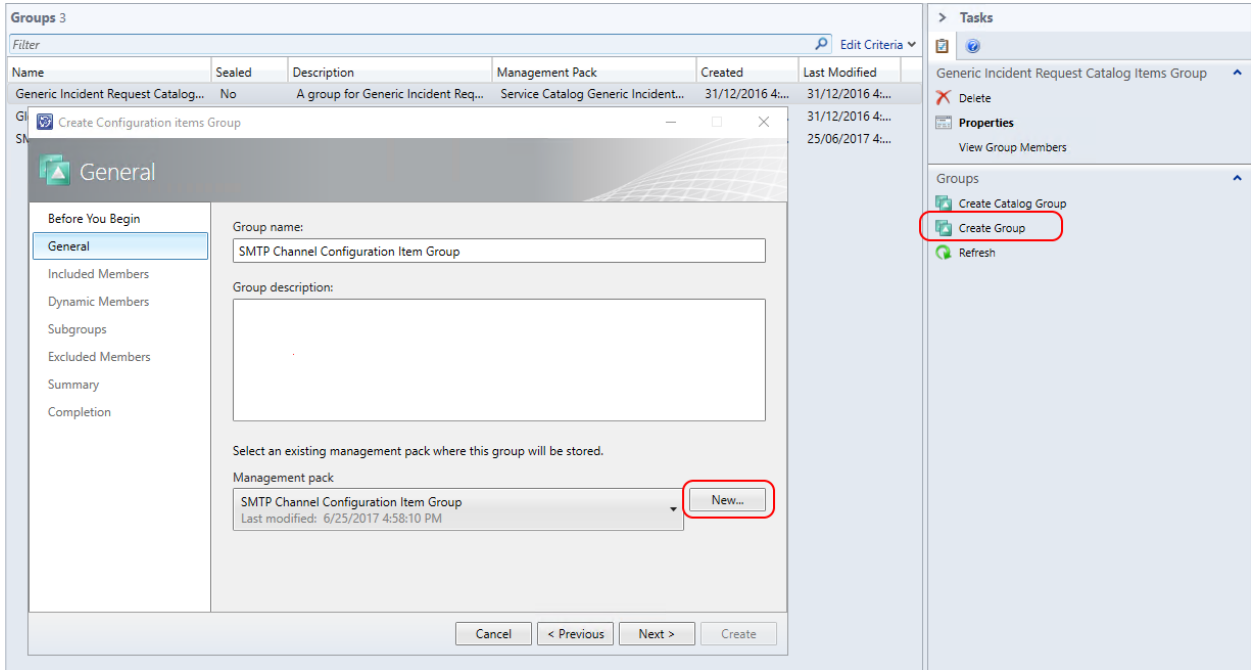 Groups 3
Filter
Edit Criteria
Name Sealed Description Management Pack Created Last Modified
Generic Incident Request Catalog... No A group for Generic Incident Req... Service Catalog Generic Incident... 31/12/2016 4:... 31/12/2016 4:...
31/12/2016 4:...
25/06/2017 4:...
Create Configuration items Group
General
Before You Begin
General
Included Members
Dynamic Members
Subgroups
Excluded Members
Summary
Completion
Group name:
SMTP Channel Configuration Item Group
Group description:
Select an existing management pack where this group will be stored.
Management pack
SMTP Channel Configuration Item Group
Last modified: 6/25/2017 4:58:10 PM
New...
Cancel < Previous Next > Create
> Tasks
Generic Incident Request Catalog Items Group
Delete
Properties
View Group Members
Groups
Create Catalog Group
Create Group
Refresh